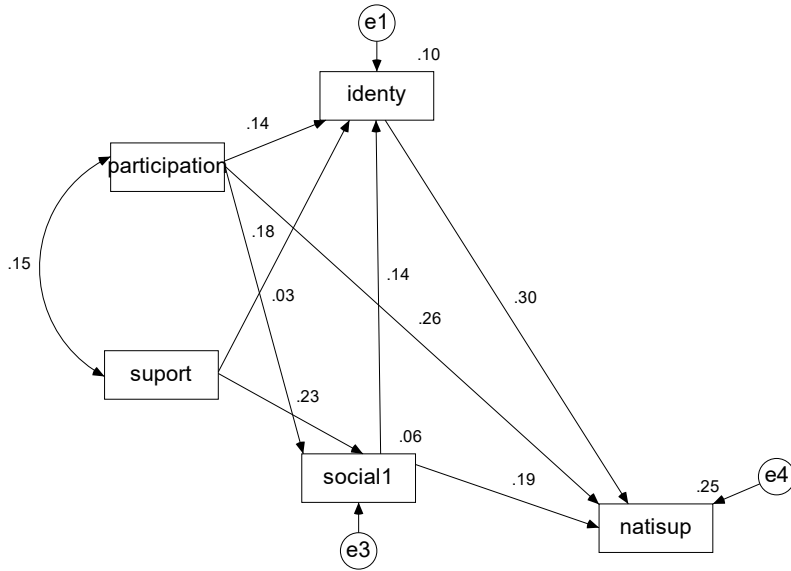 e1
.10
identy
.14
participation
.18
.15
.14
.03
.30
.26
suport
.23
.06
social1
.19
.25
e4
natisup
e3